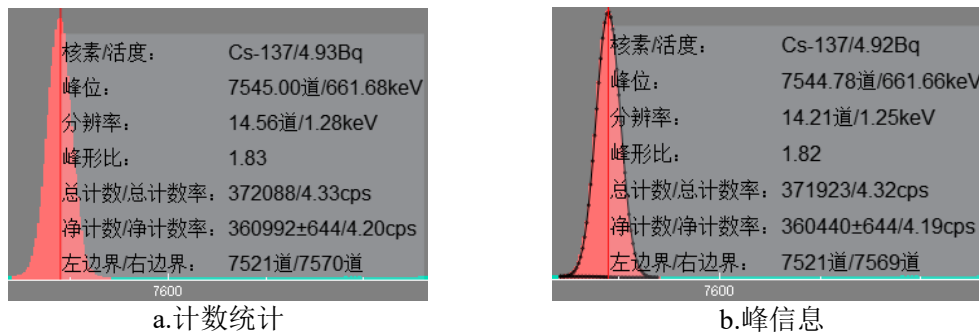 核素/活度： Cs-137/4.93Bq
峰位： 7545.00道/661.68keV
分辨率： 14.56道/1.28keV
峰形比： 1.83
总计数/总计数率： 372088/4.33cps
净计数/净计数率： 360992±644/4.20cps
左边界/右边界： 7521道/7570道
7600
a.计数统计
核素/活度： Cs-137/4.92Bq
峰位： 7544.78道/661.66keV
分辨率： 14.21道/1.25keV
峰形比： 1.82
总计数/总计数率： 371923/4.32cps
净计数/净计数率： 360440±644/4.19cps
左边界/右边界： 7521道/7569道
7600
b.峰信息